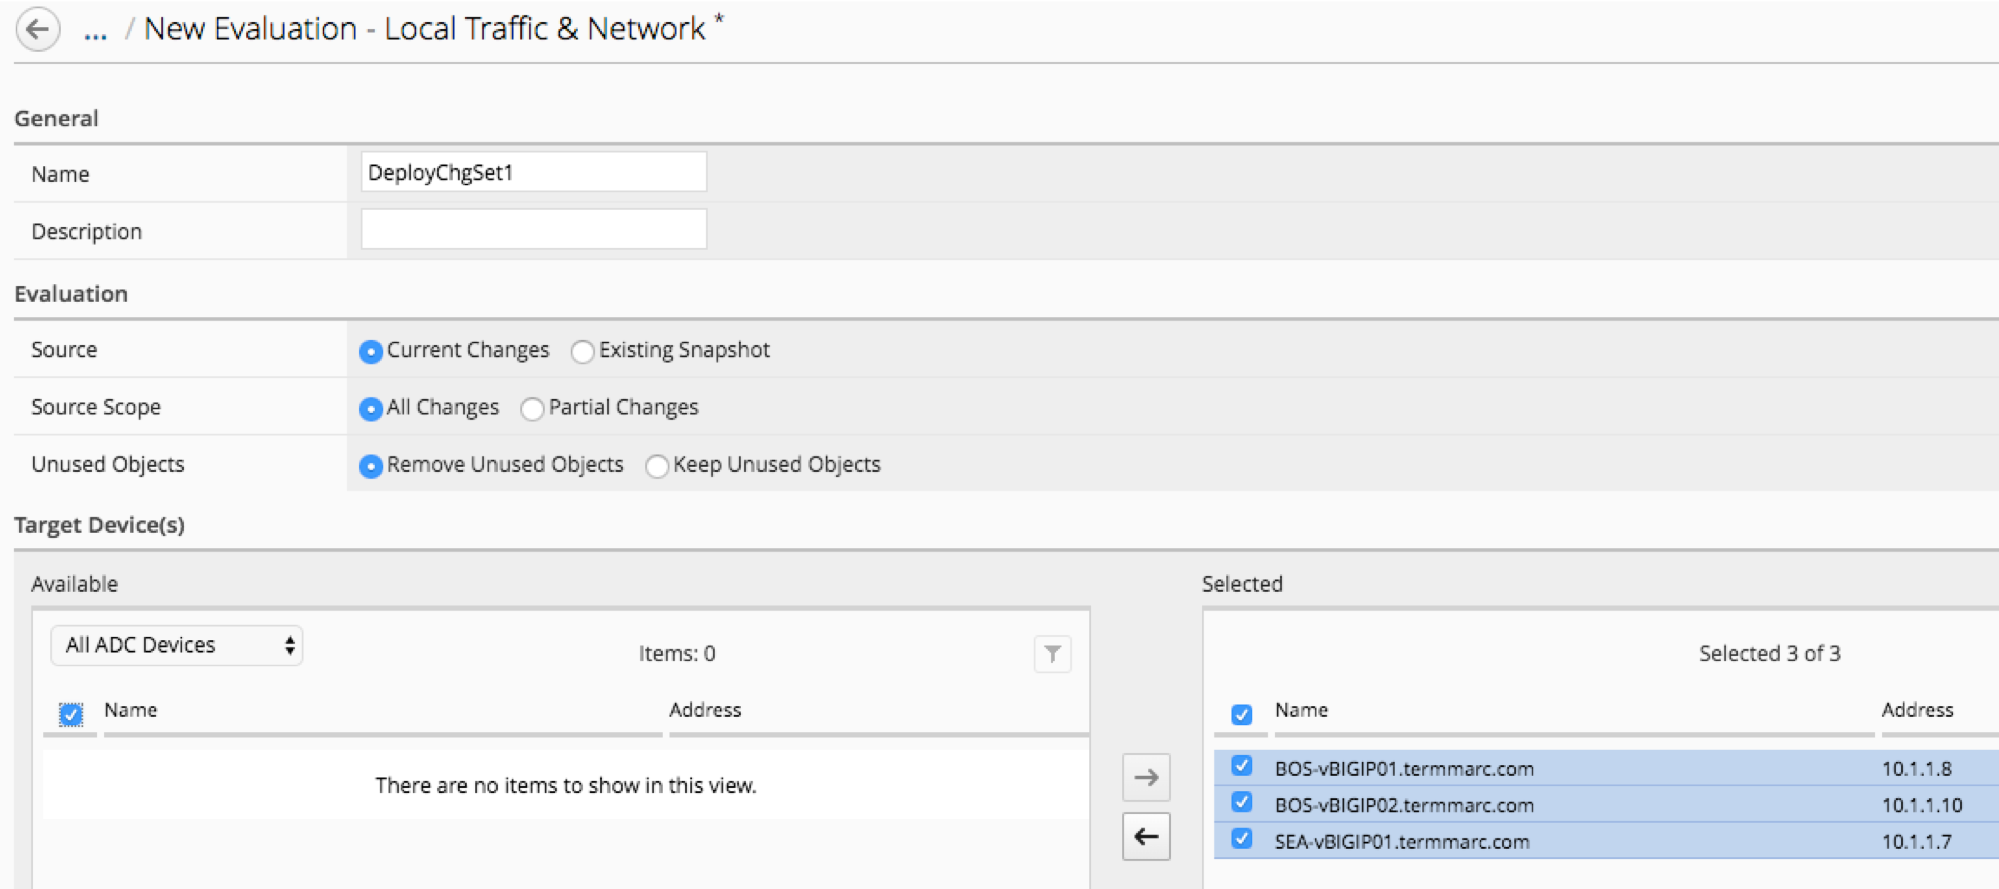 ... / New Evaluation - Local Traffic & Network *
General
Name DeployChgSet1
Description
Evaluation
Source Current Changes Existing Snapshot
Source Scope All Changes Partial Changes
Unused Objects Remove Unused Objects Keep Unused Objects
Target Device(s)
Available
All ADC Devices Items: 0
Name Address
There are no items to show in this view.
Selected
Selected 3 of 3
Name Address
BOS-vBIGIP01.termmarc.com 10.1.1.8
BOS-vBIGIP02.termmarc.com 10.1.1.10
SEA-vBIGIP01.termmarc.com 10.1.1.7